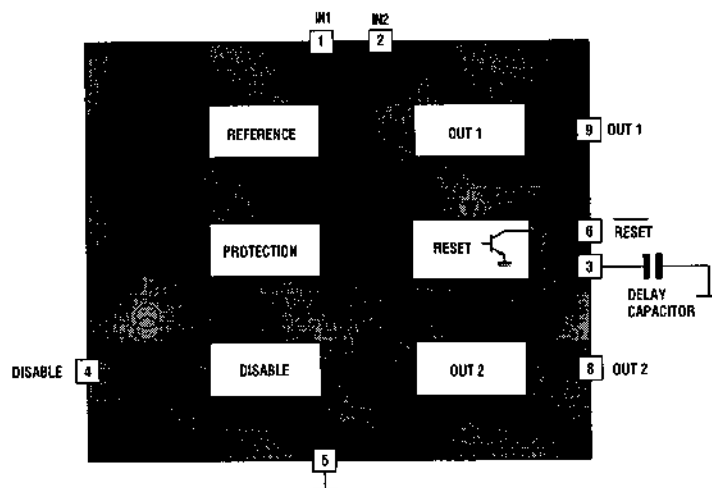 IN1 IN2
1 2
REFERENCE OUT 1 9 OUT 1
6 RESET
PROTECTION RESET 3
DELAY
CAPACITOR
DISABLE 4 DISABLE OUT 2 8 OUT 2
5